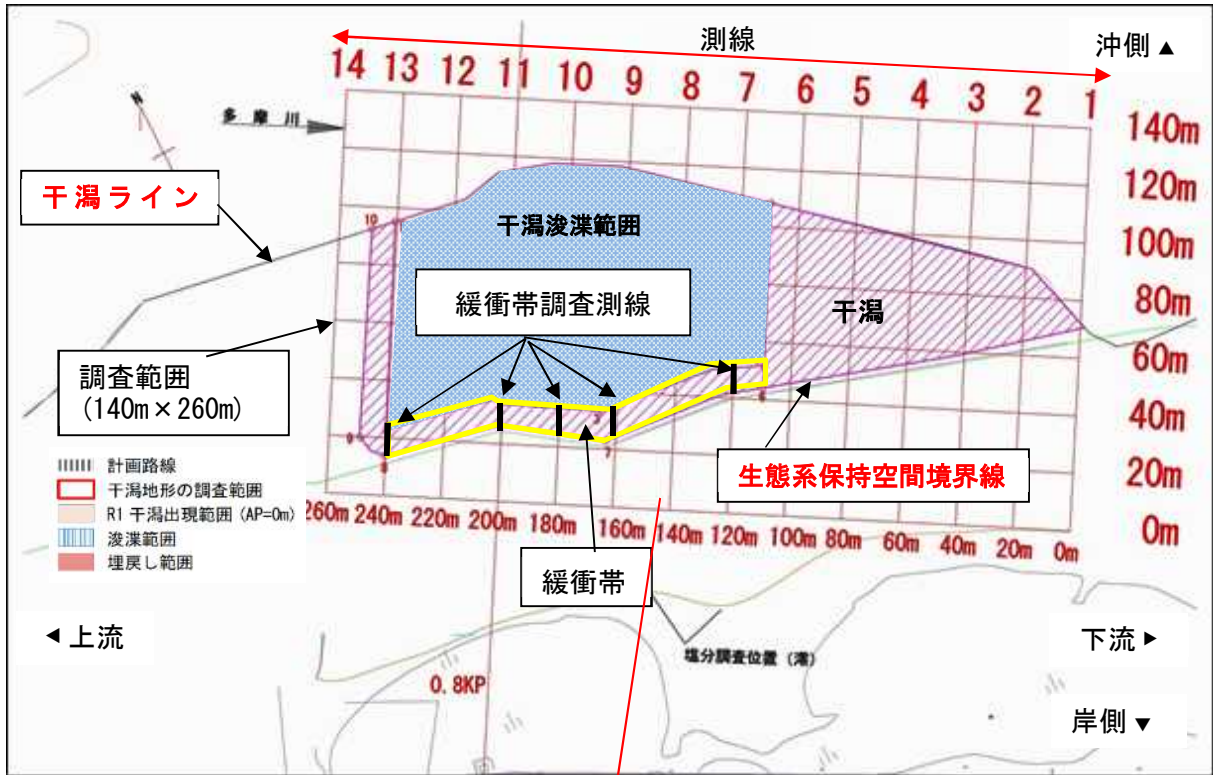 測線
沖側▲
14 13 12 11 10 9 8 7 6 5 4 3 2 1
N
多摩川
140m
120m
100m
80m
60m
40m
20m
0m
干潟ライン
10
干潟浚渫範囲
緩衝帯調査測線
干潟
調査範囲
(140m×260m)
9
8
7
6
生態系保持空間境界線
計画路線
干潟地形の調査範囲
R1 干潟出現範囲(AP=0m)
浚渫範囲
埋戻し範囲
260m 240m 220m 200m 180m 160m 140m 120m 100m 80m 60m 40m 20m 0m
緩衝帯
◀上流
下流▶
塩分調査位置(澪)
0.8KP
岸側▼